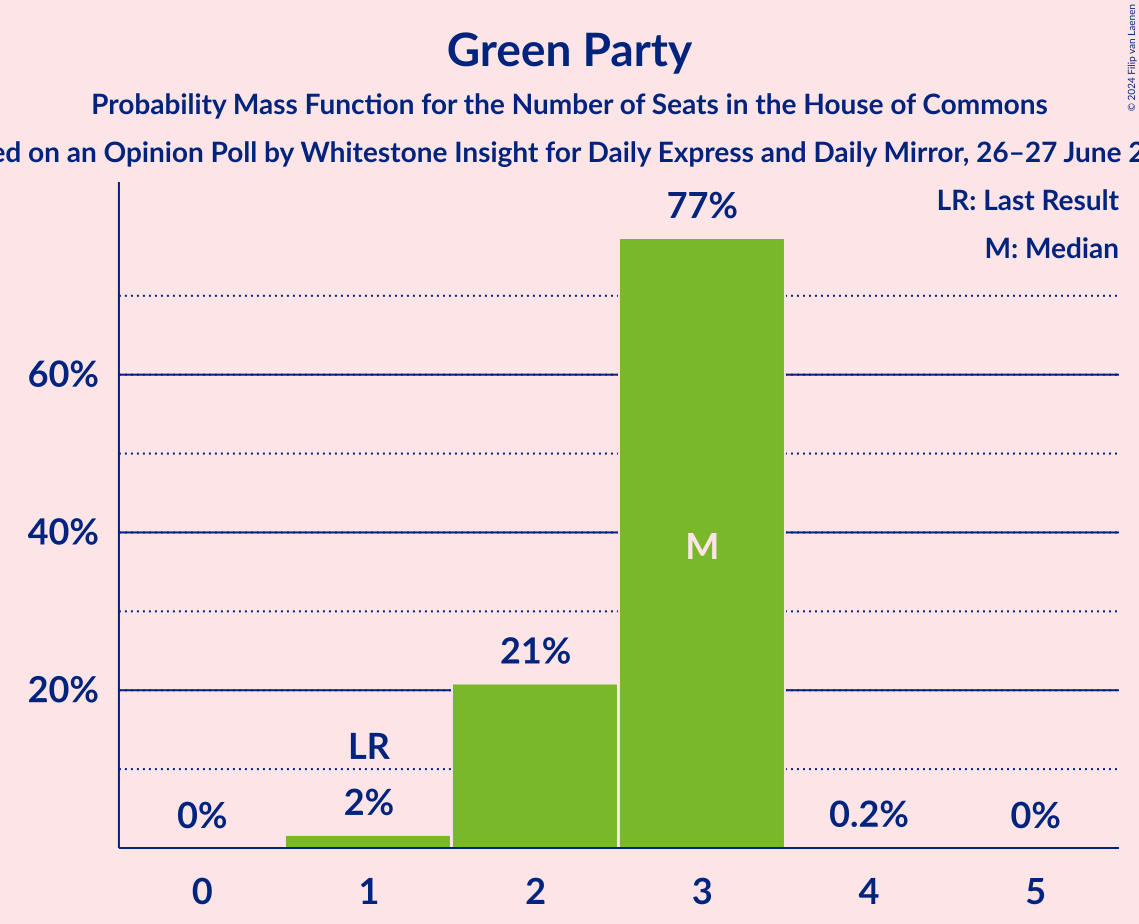 Green Party
Probability Mass Function for the Number of Seats in the House of Commons
on an Opinion Poll by Whitestone Insight for Daily Express and Daily Mirror, 26–27 June
© 2024 Filip van Laenen
LR: Last Result
M: Median
77%
60%
40%
M
21%
20%
LR
2%
0%
0.2%
0%
0 1 2 3 4 5